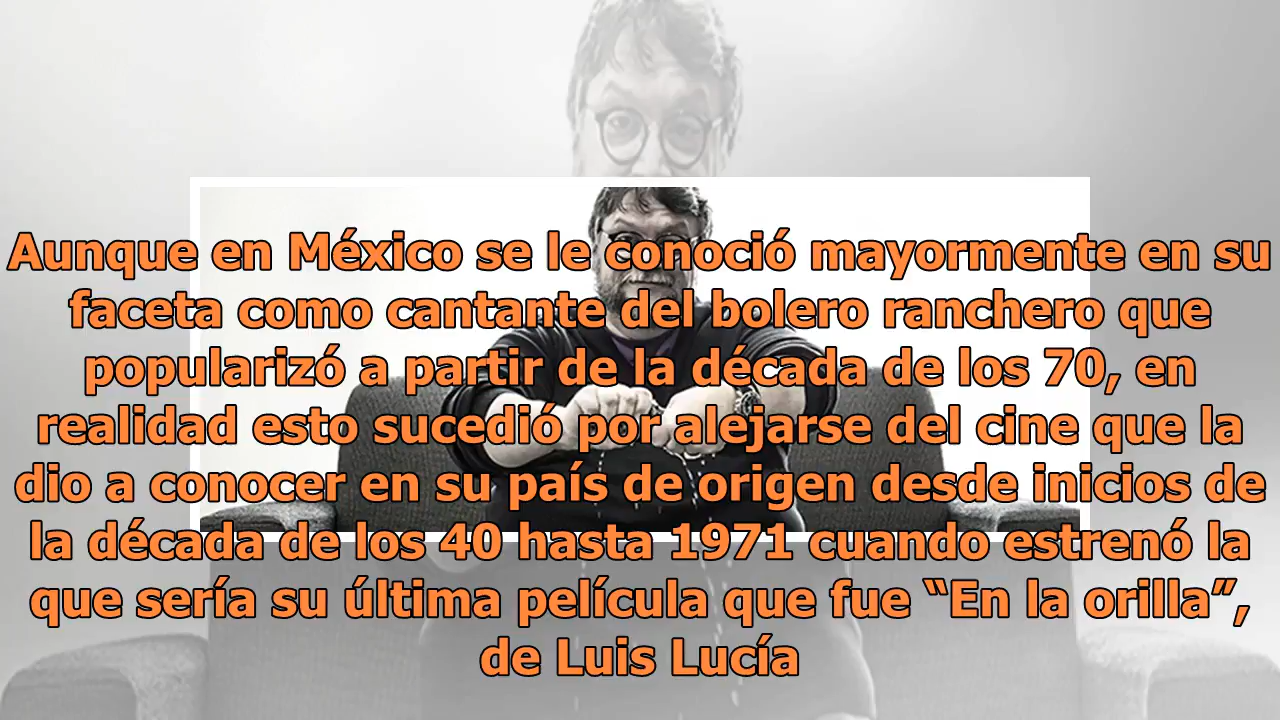 Aunque en México se le conoció mayormente en su
faceta como cantante del bolero ranchero que
popularizó a partir de la década de los 70, en
realidad esto sucedió por alejarse del cine que la
dio a conocer en su país de origen desde inicios de
la década de los 40 hasta 1971 cuando estrenó la
que sería su última película que fue “En la orilla”,
de Luis Lucía